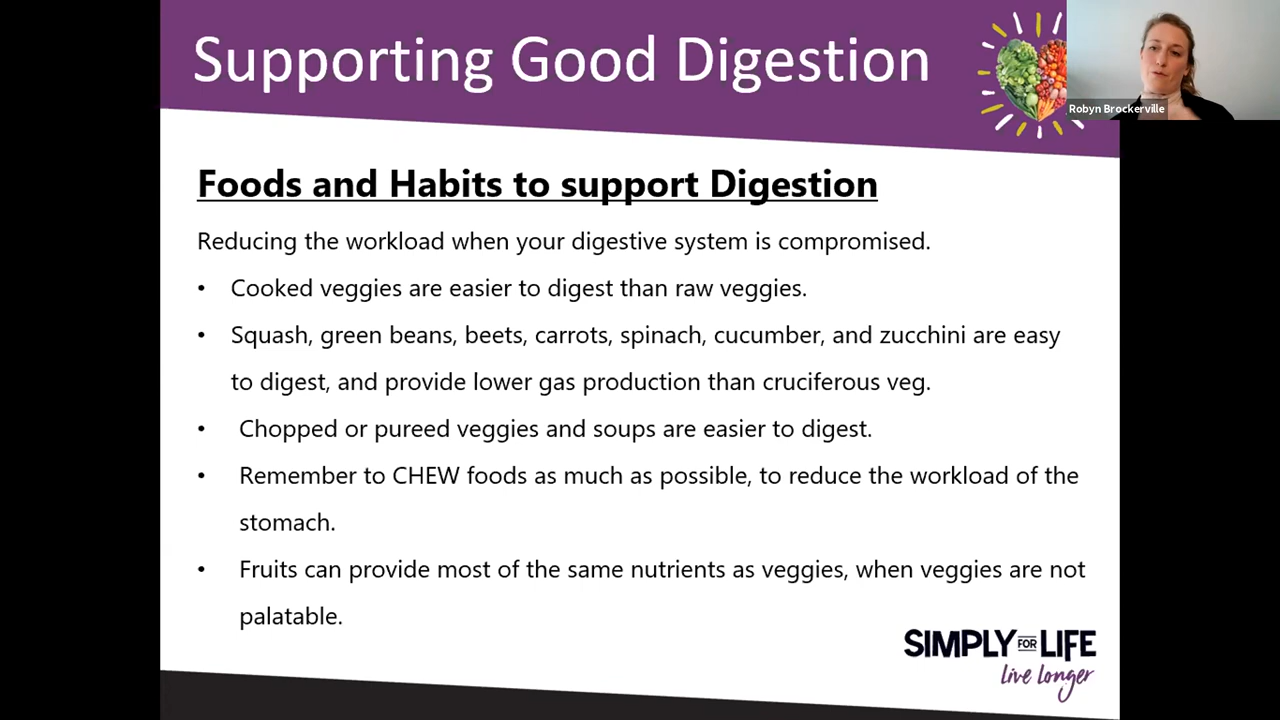 Supporting Good Digestion
Robyn Brockerville
Foods and Habits to support Digestion
Reducing the workload when your digestive system is compromised.
• Cooked veggies are easier to digest than raw veggies.
• Squash, green beans, beets, carrots, spinach, cucumber, and zucchini are easy
to digest, and provide lower gas production than cruciferous veg.
• Chopped or pureed veggies and soups are easier to digest.
• Remember to CHEW foods as much as possible, to reduce the workload of the
stomach.
• Fruits can provide most of the same nutrients as veggies, when veggies are not
palatable.
SIMPLY FOR LIFE
live longer